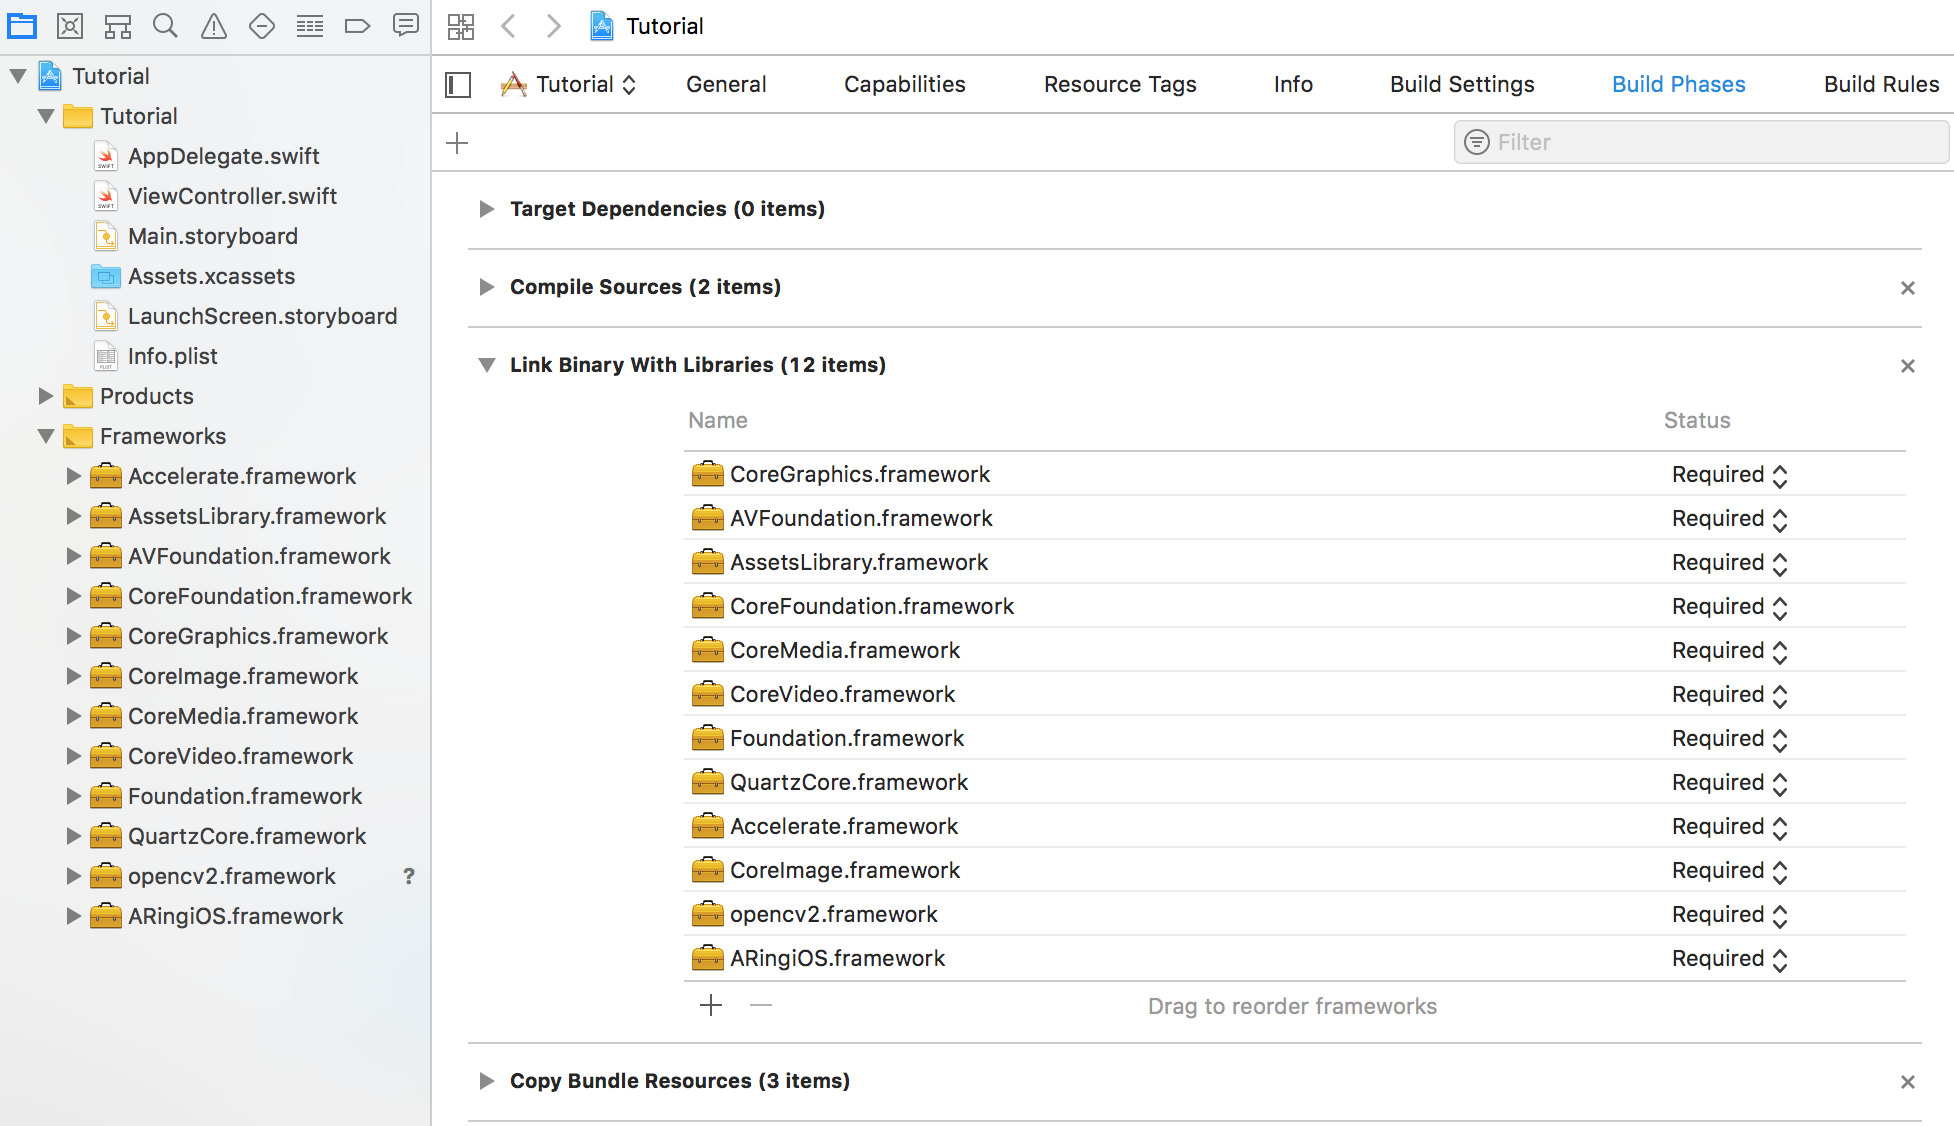 Tutorial
Tutorial
Tutorial
AppDelegate.swift
ViewController.swift
Main.storyboard
Assets.xcassets
LaunchScreen.storyboard
Info.plist
Products
Frameworks
Accelerate.framework
AssetsLibrary.framework
AVFoundation.framework
CoreFoundation.framework
CoreGraphics.framework
CoreImage.framework
CoreMedia.framework
CoreVideo.framework
Foundation.framework
QuartzCore.framework
opencv2.framework ?
ARingiOS.framework
Tutorial General Capabilities Resource Tags Info Build Settings Build Phases Build Rules
Filter
Target Dependencies (0 items)
Compile Sources (2 items)
Link Binary With Libraries (12 items)
Name Status
CoreGraphics.framework Required
AVFoundation.framework Required
AssetsLibrary.framework Required
CoreFoundation.framework Required
CoreMedia.framework Required
CoreVideo.framework Required
Foundation.framework Required
QuartzCore.framework Required
Accelerate.framework Required
CoreImage.framework Required
opencv2.framework Required
ARingiOS.framework Required
Drag to reorder frameworks
Copy Bundle Resources (3 items)